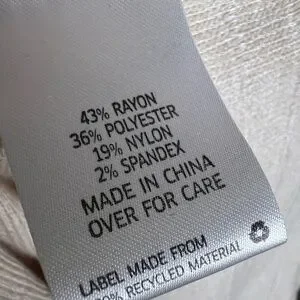 43% RAYON
36% POLYESTER
19% NYLON
2% SPANDEX
MADE IN CHINA
OVER FOR CARE
LABEL MADE FROM
RECYCLED MATERIAL